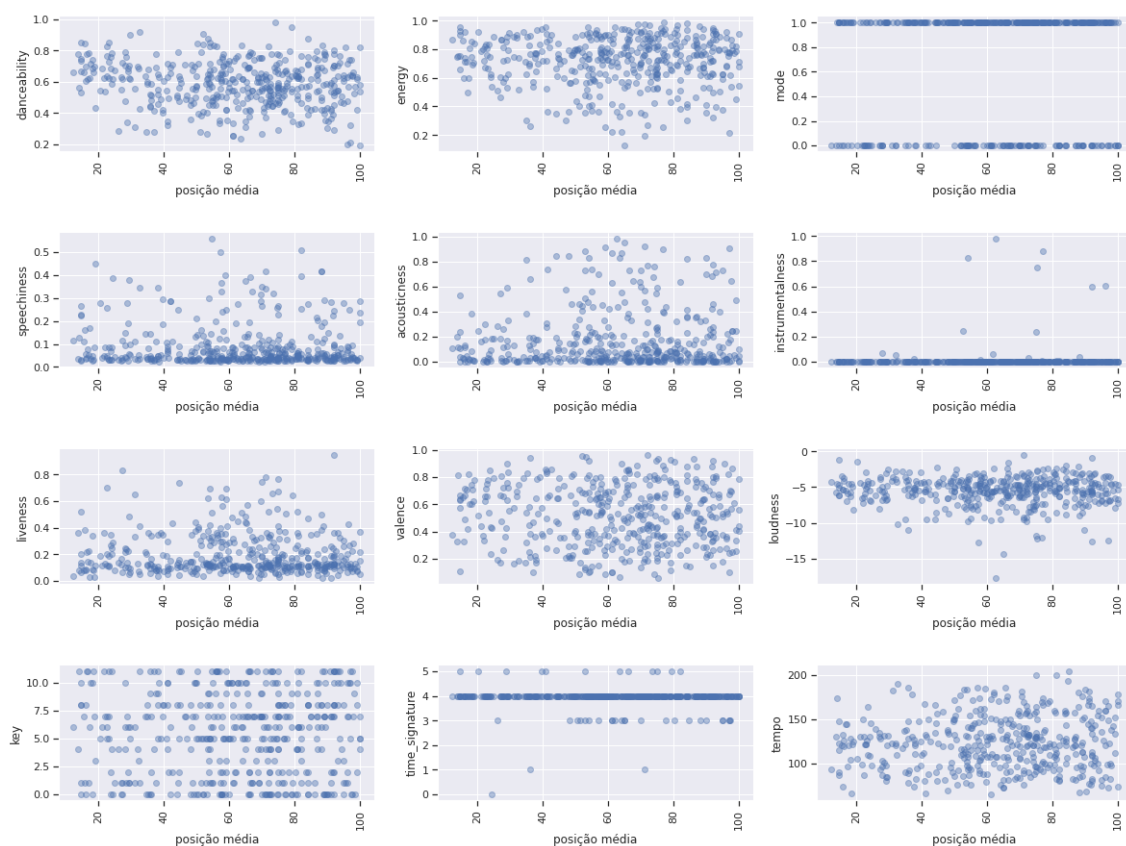 1.0 0.8 0.6 0.4 0.2
danceability
20 40 60 80 100
posição média
1.0 0.8 0.6 0.4 0.2
energy
20 40 60 80 100
posição média
1.0 0.8 0.6 0.4 0.2 0.0
mode
20 40 60 80 100
posição média
0.5 0.4 0.3 0.2 0.1 0.0
speechiness
20 40 60 80 100
posição média
1.0 0.8 0.6 0.4 0.2 0.0
acousticness
20 40 60 80 100
posição média
1.0 0.8 0.6 0.4 0.2 0.0
instrumentalness
20 40 60 80 100
posição média
0.8 0.6 0.4 0.2 0.0
liveness
20 40 60 80 100
posição média
1.0 0.8 0.6 0.4 0.2
valence
20 40 60 80 100
posição média
0 −5 −10 −15
loudness
20 40 60 80 100
posição média
10.0 7.5 5.0 2.5 0.0
key
20 40 60 80 100
posição média
5 4 3 2 1 0
time_signature
20 40 60 80 100
posição média
200 150 100
tempo
20 40 60 80 100
posição média